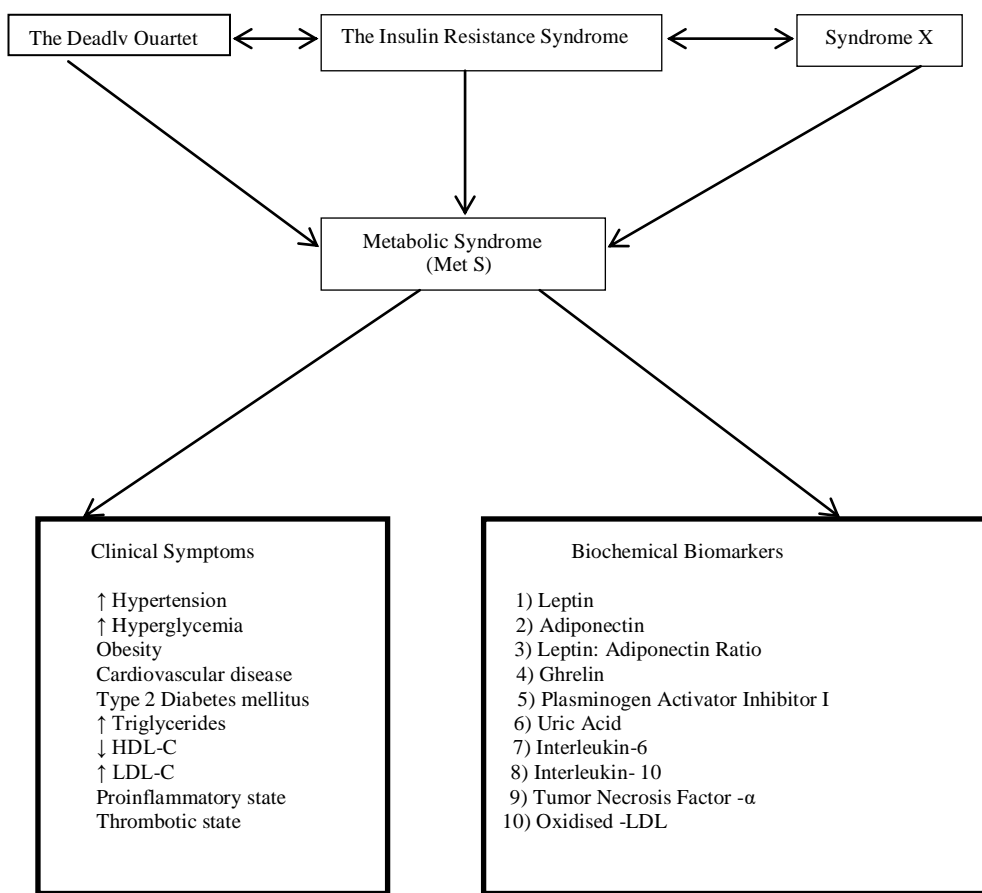 The Deadly Quartet
The Insulin Resistance Syndrome
Syndrome X
Metabolic Syndrome
(Met S)
Clinical Symptoms
↑ Hypertension
↑ Hyperglycemia
Obesity
Cardiovascular disease
Type 2 Diabetes mellitus
↑ Triglycerides
↓ HDL-C
↑ LDL-C
Proinflammatory state
Thrombotic state
Biochemical Biomarkers
1) Leptin
2) Adiponectin
3) Leptin: Adiponectin Ratio
4) Ghrelin
5) Plasminogen Activator Inhibitor I
6) Uric Acid
7) Interleukin-6
8) Interleukin- 10
9) Tumor Necrosis Factor -α
10) Oxidised -LDL